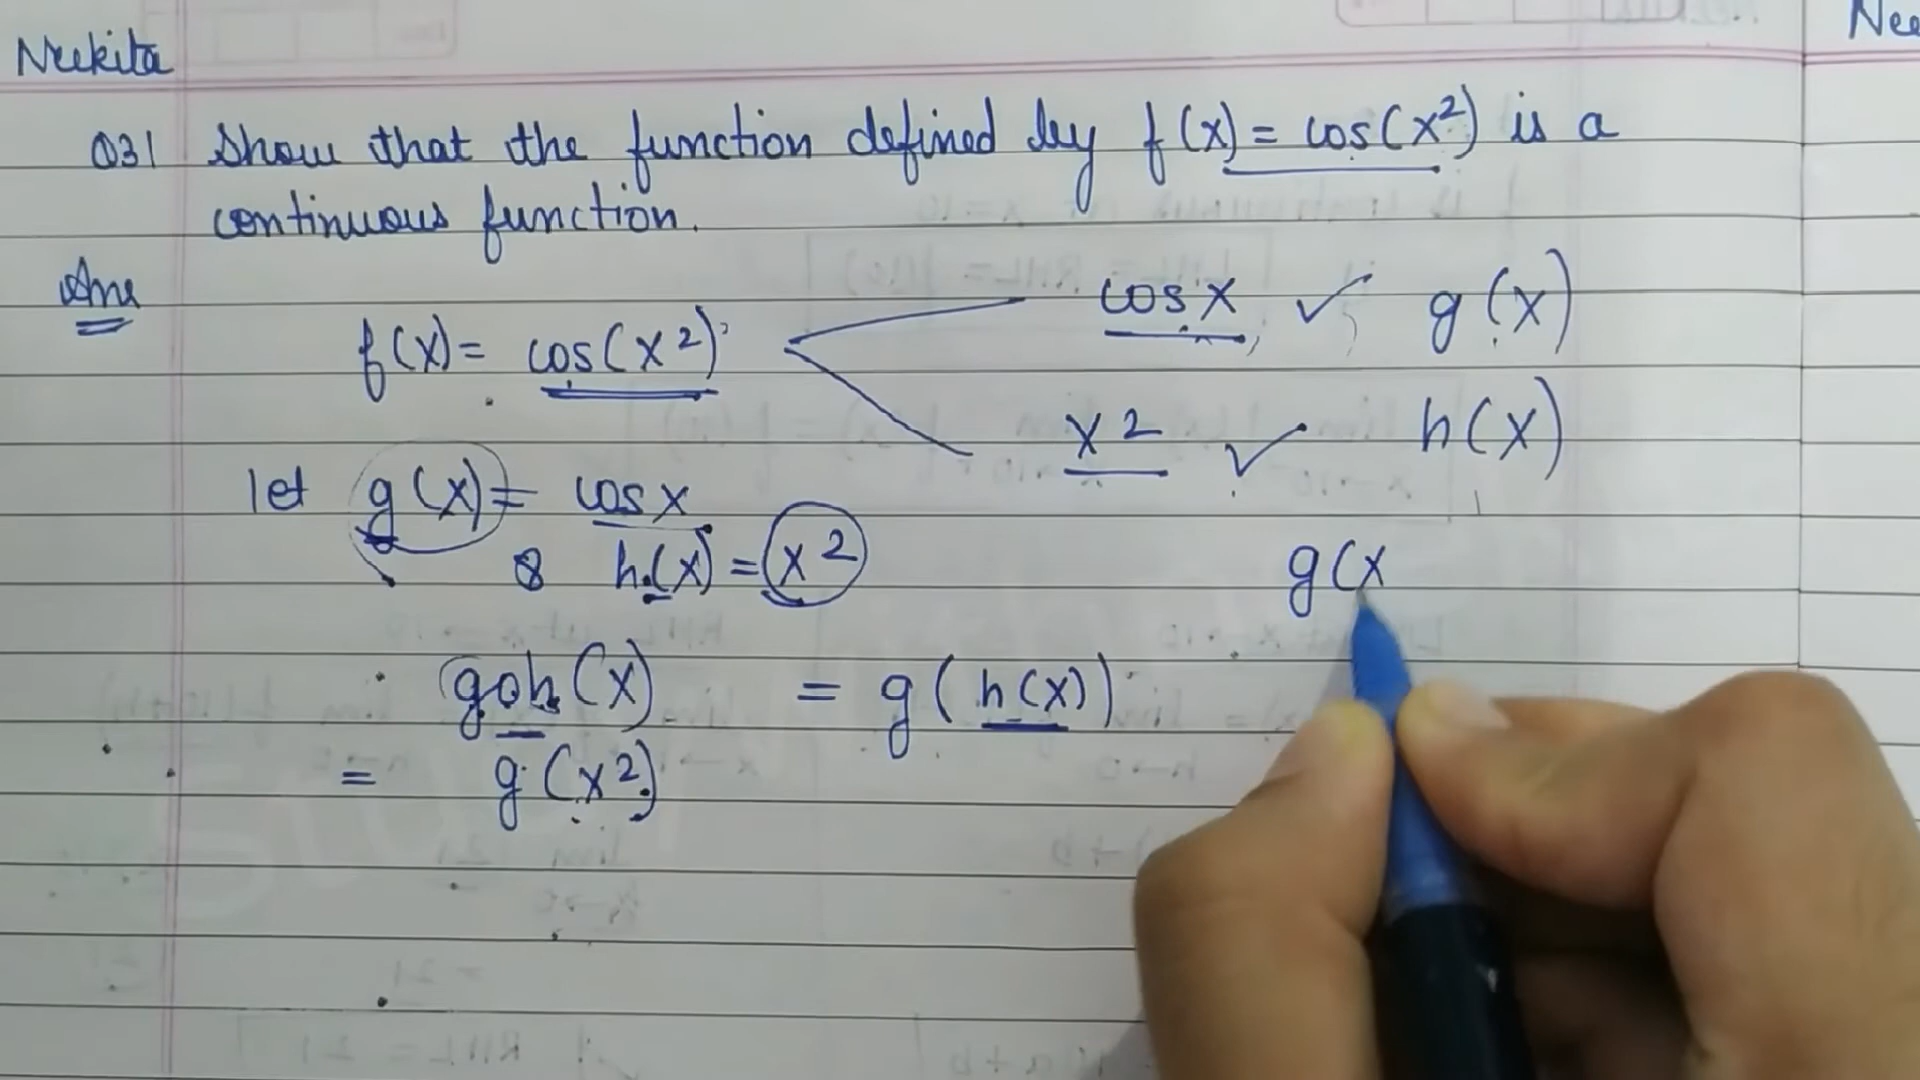 Neekita
Nee
Q31 Show that the function defined by f(x) = cos(x²) is a
continuous function.
Ans
f(x) = cos(x²)
cos x ✓ g(x)
x² ✓ h(x)
let g(x) = cos x
& h(x) = x²
g(x
goh(x) = g(h(x))
= g(x²)